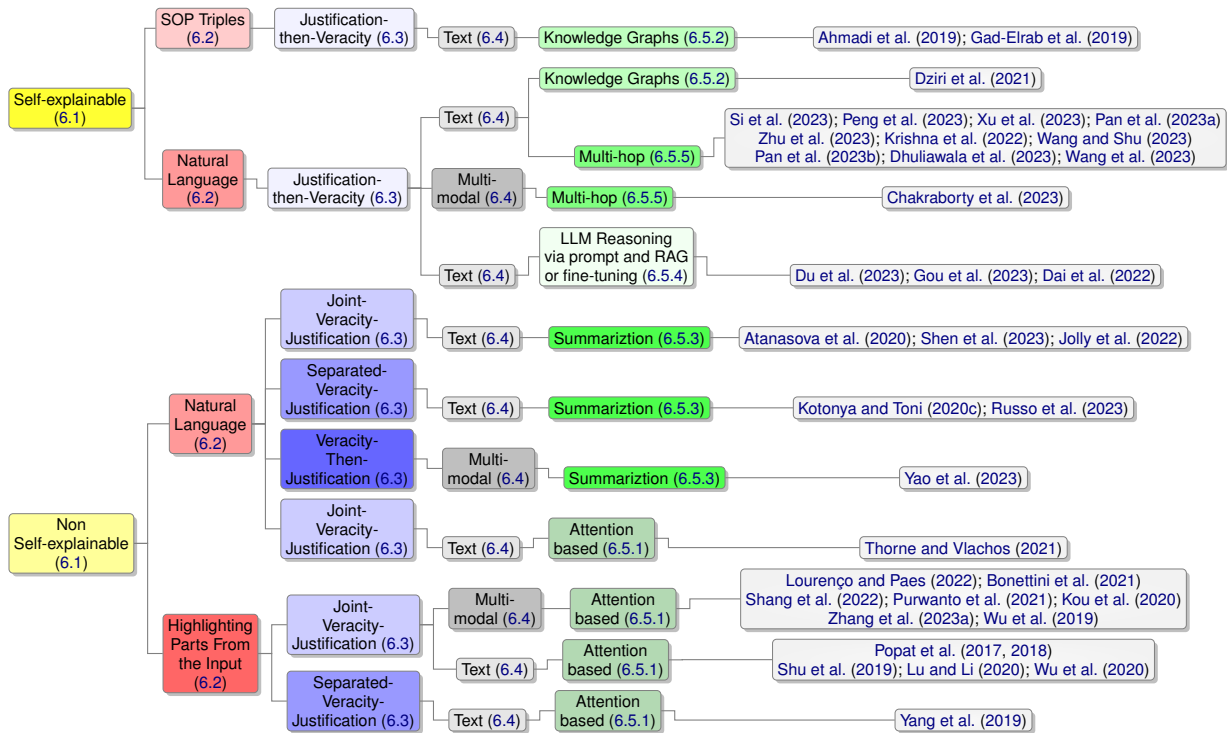 Self-explainable
(6.1)
SOP Triples
(6.2)
Justification-
then-Veracity (6.3)
Text (6.4)
Knowledge Graphs (6.5.2)
Ahmadi et al. (2019); Gad-Elrab et al. (2019)
Natural
Language
(6.2)
Justification-
then-Veracity (6.3)
Text (6.4)
Knowledge Graphs (6.5.2)
Dziri et al. (2021)
Multi-hop (6.5.5)
Si et al. (2023); Peng et al. (2023); Xu et al. (2023); Pan et al. (2023a)
Zhu et al. (2023); Krishna et al. (2022); Wang and Shu (2023)
Pan et al. (2023b); Dhuliawala et al. (2023); Wang et al. (2023)
Multi-
modal (6.4)
Multi-hop (6.5.5)
Chakraborty et al. (2023)
Text (6.4)
LLM Reasoning
via prompt and RAG
or fine-tuning (6.5.4)
Du et al. (2023); Gou et al. (2023); Dai et al. (2022)
Non
Self-explainable
(6.1)
Natural
Language
(6.2)
Joint-
Veracity-
Justification (6.3)
Text (6.4)
Summariztion (6.5.3)
Atanasova et al. (2020); Shen et al. (2023); Jolly et al. (2022)
Separated-
Veracity-
Justification (6.3)
Text (6.4)
Summariztion (6.5.3)
Kotonya and Toni (2020c); Russo et al. (2023)
Veracity-
Then-
Justification (6.3)
Multi-
modal (6.4)
Summariztion (6.5.3)
Yao et al. (2023)
Joint-
Veracity-
Justification (6.3)
Text (6.4)
Attention
based (6.5.1)
Thorne and Vlachos (2021)
Highlighting
Parts From
the Input
(6.2)
Joint-
Veracity-
Justification (6.3)
Multi-
modal (6.4)
Attention
based (6.5.1)
Lourenço and Paes (2022); Bonettini et al. (2021)
Shang et al. (2022); Purwanto et al. (2021); Kou et al. (2020)
Zhang et al. (2023a); Wu et al. (2019)
Text (6.4)
Attention
based (6.5.1)
Popat et al. (2017, 2018)
Shu et al. (2019); Lu and Li (2020); Wu et al. (2020)
Separated-
Veracity-
Justification (6.3)
Text (6.4)
Attention
based (6.5.1)
Yang et al. (2019)